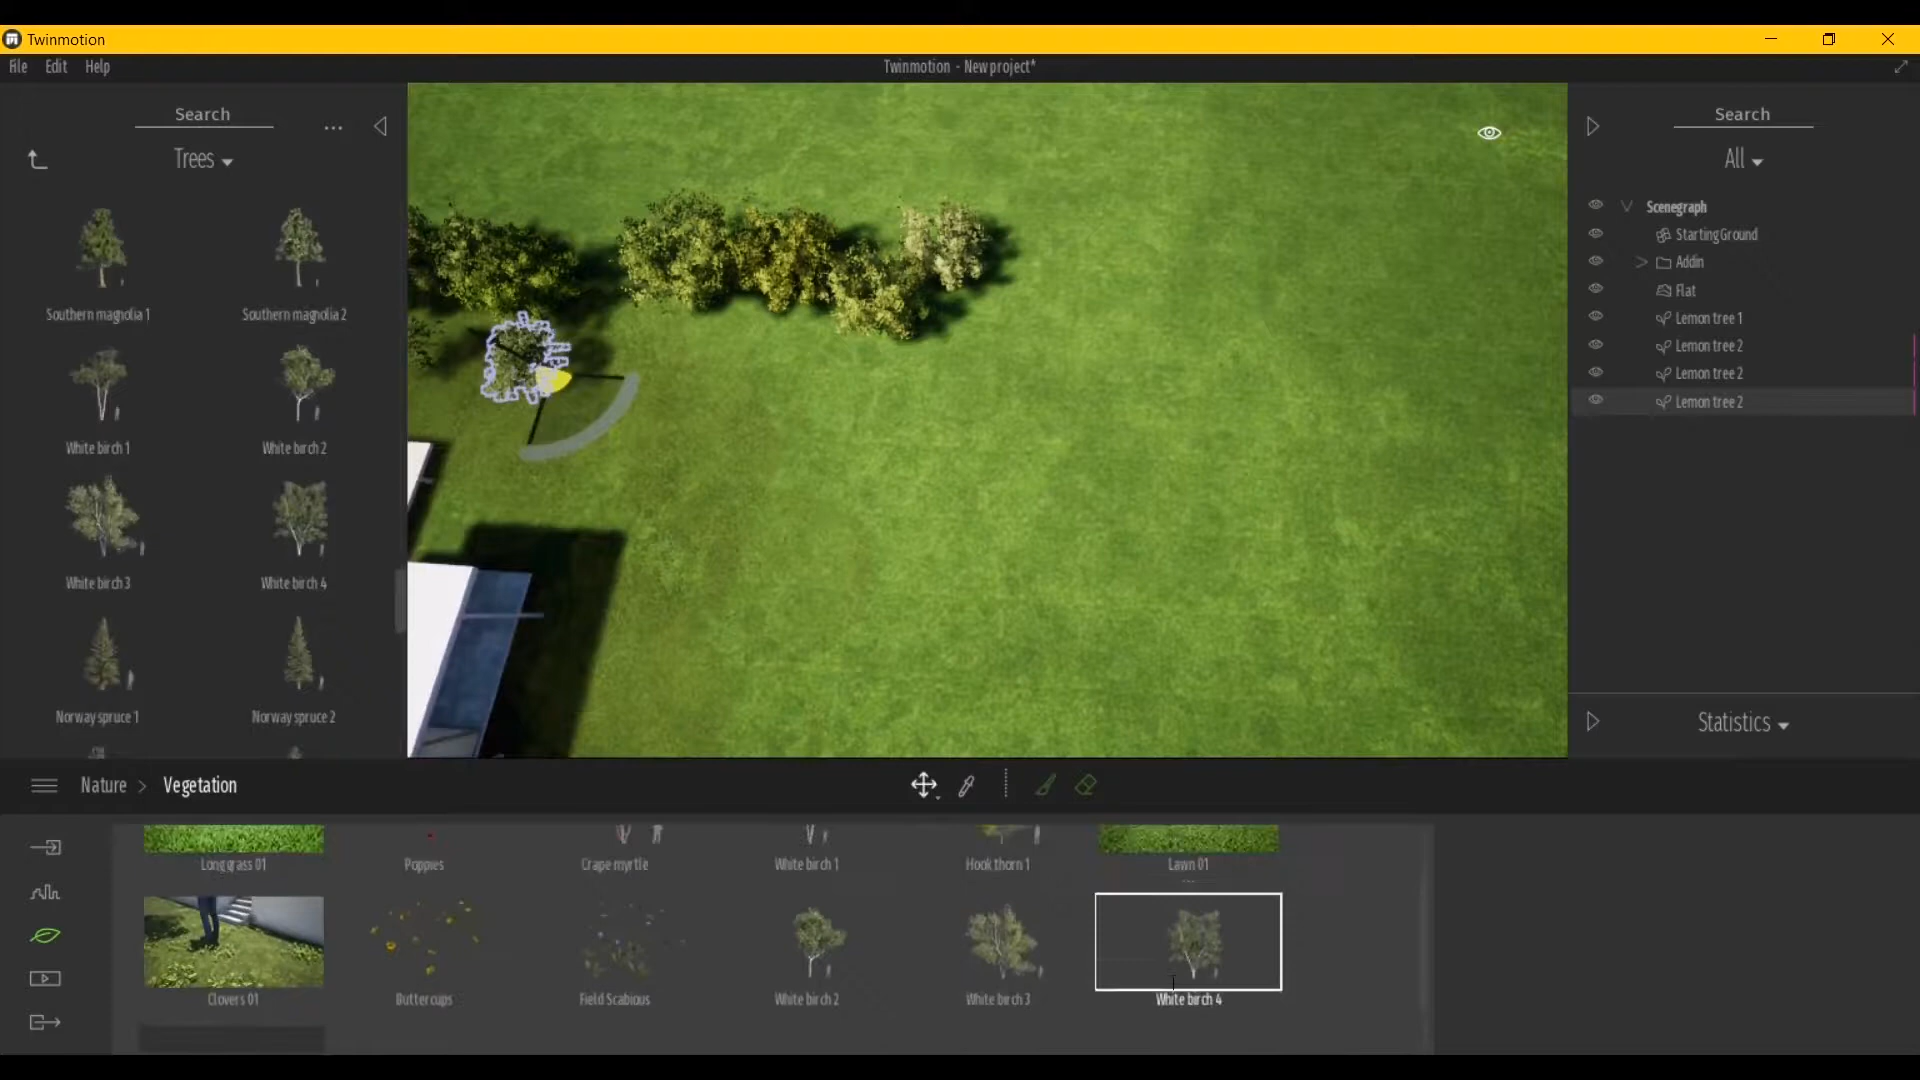 Twinmotion
File Edit Help
Twinmotion - New project*
Search
...
Trees
Southern magnolia 1
Southern magnolia 2
White birch 1
White birch 2
White birch 3
White birch 4
Norway spruce 1
Norway spruce 2
Search
All
Scenegraph
StartingGround
Addin
Flat
Lemon tree 1
Lemon tree 2
Lemon tree 2
Lemon tree 2
Statistics
Nature > Vegetation
Long grass 01
Poppies
Crape myrtle
White birch 1
Hook thorn 1
Lawn 01
Clovers 01
Buttercups
Field Scabious
White birch 2
White birch 3
White birch 4